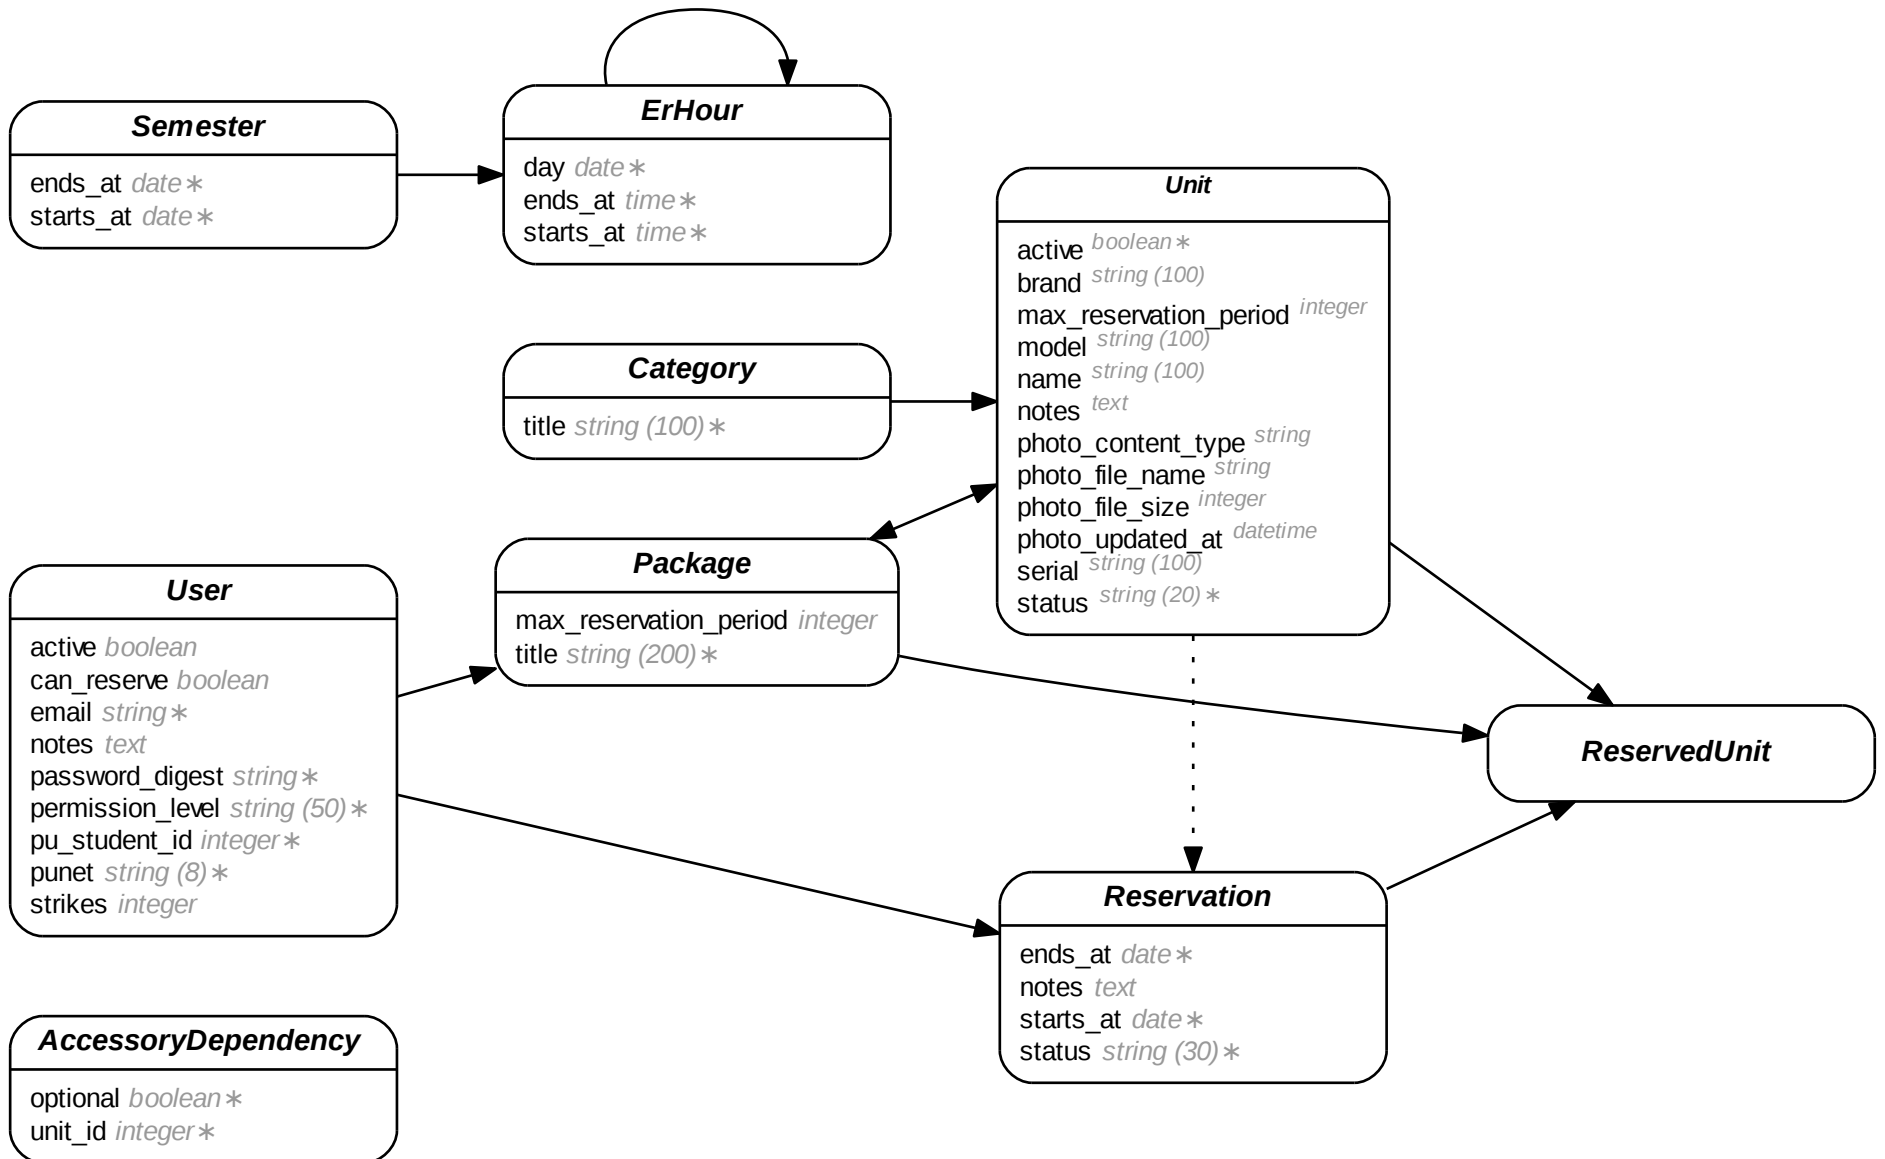 Semester
ends_at date∗
starts_at date∗
ErHour
day date∗
ends_at time∗
starts_at time∗
Category
title string (100)∗
Unit
active boolean∗
brand string (100)
max_reservation_period integer
model string (100)
name string (100)
notes text
photo_content_type string
photo_file_name string
photo_file_size integer
photo_updated_at datetime
serial string (100)
status string (20)∗
User
active boolean
can_reserve boolean
email string∗
notes text
password_digest string∗
permission_level string (50)∗
pu_student_id integer∗
punet string (8)∗
strikes integer
Package
max_reservation_period integer
title string (200)∗
ReservedUnit
Reservation
ends_at date∗
notes text
starts_at date∗
status string (30)∗
AccessoryDependency
optional boolean∗
unit_id integer∗